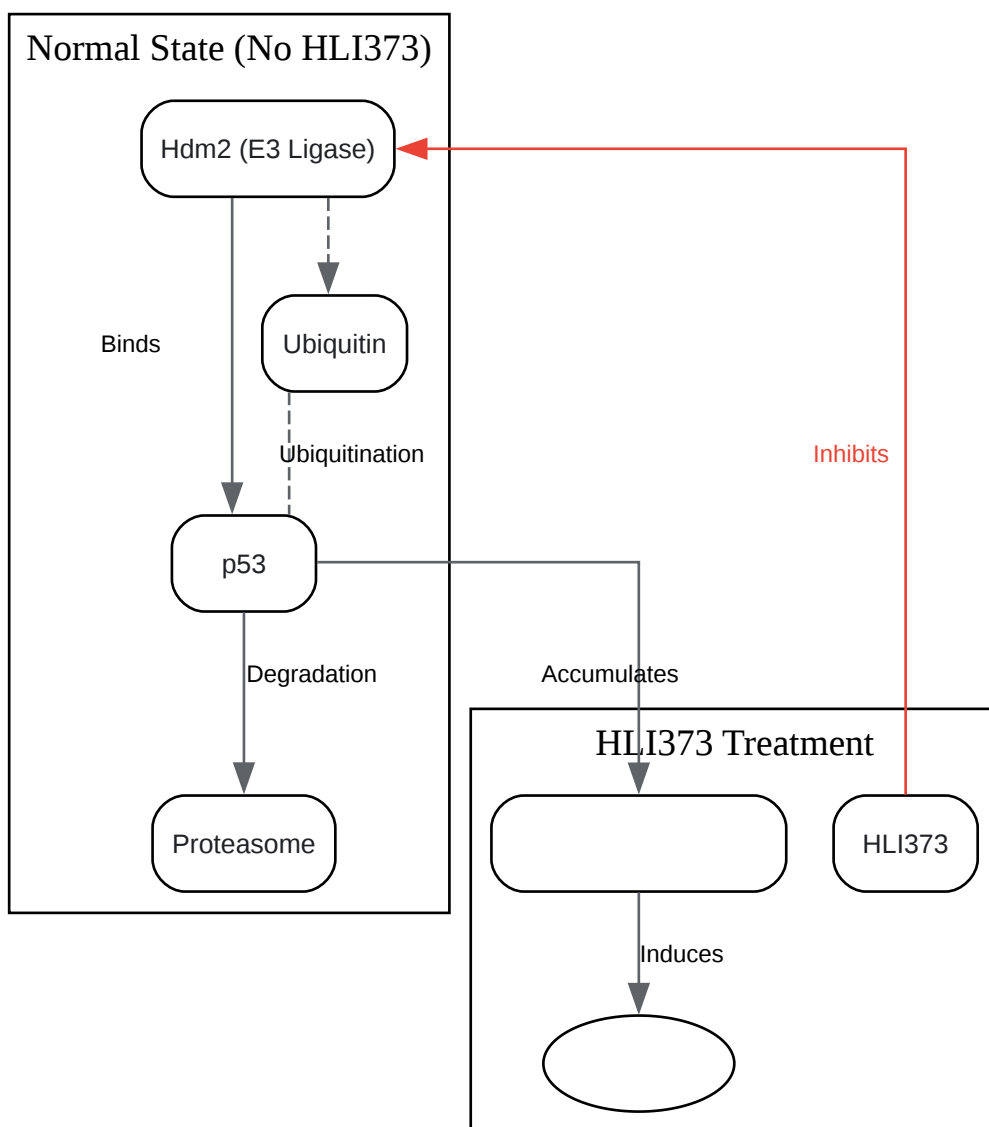 Normal State (No HLI373)
Hdm2 (E3 Ligase)
Binds
Ubiquitin
Ubiquitination
Inhibits
p53
Degradation
Accumulates
HLI373 Treatment
Proteasome
HLI373
Induces